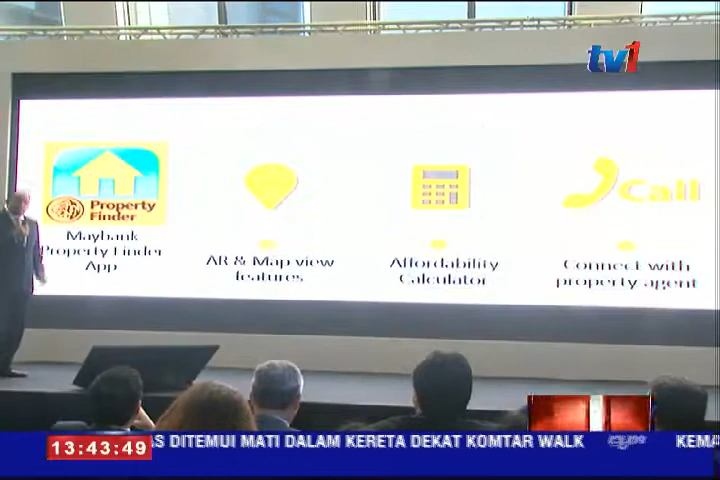 tv1
Property
Finder
Maybank
Property Finder
App
AR & Map view
features
Affordability
Calculator
Call
Connect with
property agent
13:43:49
S DITEMUI MATI DALAM KERETA DEKAT KOMTAR WALK
KEMA